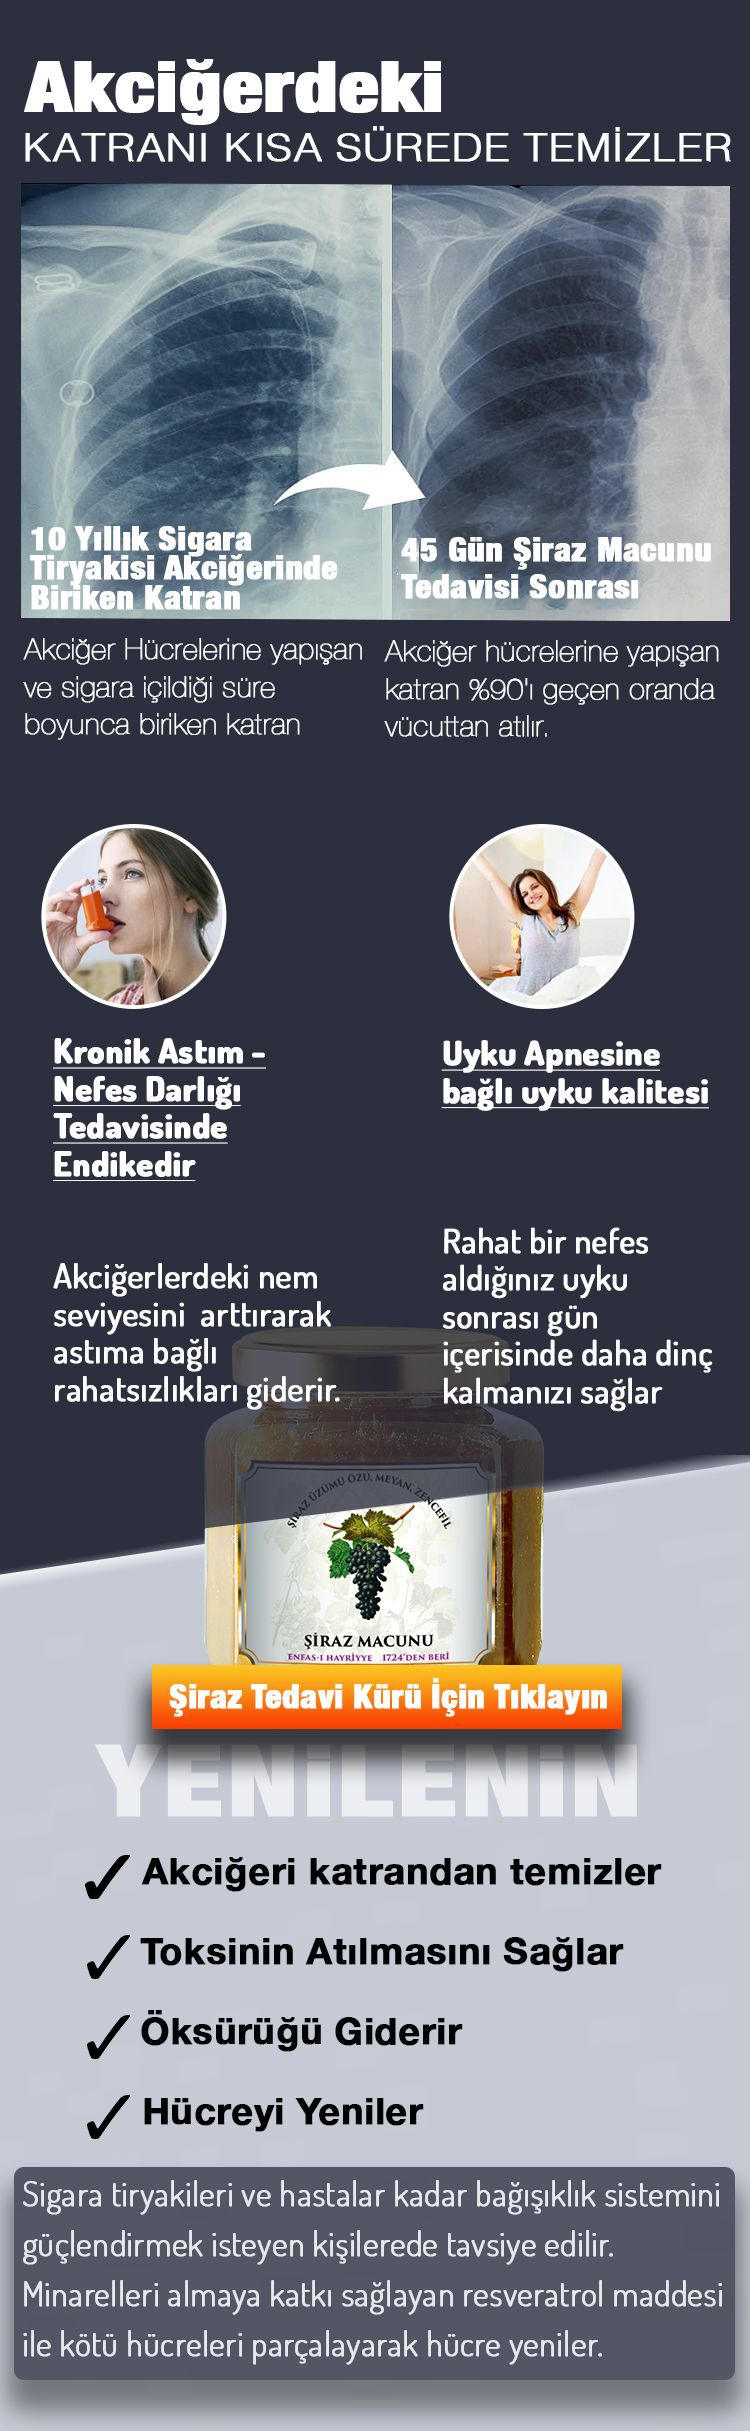 Akciğerdeki
KATRANI KISA SÜREDE TEMİZLER
10 Yıllık Sigara
Tiryakisi Akciğerinde
Biriken Katran
45 Gün Şiraz Macunu
Tedavisi Sonrası
Akciğer Hücrelerine yapışan
ve sigara içildiği süre
boyunca biriken katran
Akciğer hücrelerine yapışan
katran %90'ı geçen oranda
vücuttan atılır.
Kronik Astım -
Nefes Darlığı
Tedavisinde
Endikedir
Uyku Apnesine
bağlı uyku kalitesi
Akciğerlerdeki nem
seviyesini arttırarak
astıma bağlı
rahatsızlıkları giderir.
Rahat bir nefes
aldığınız uyku
sonrası gün
içerisinde daha dinç
kalmanızı sağlar
ŞİRAZ ÜZÜMÜ ÖZÜ, MEYAN, ZENCEFİL
ŞİRAZ MACUNU
ENFAS-I HAYRİYYE 1724'DEN BERİ
Şiraz Tedavi Kürü İçin Tıklayın
YENİLENİN
Akciğeri katrandan temizler
Toksinin Atılmasını Sağlar
Öksürüğü Giderir
Hücreyi Yeniler
Sigara tiryakileri ve hastalar kadar bağışıklık sistemini
güçlendirmek isteyen kişilerede tavsiye edilir.
Minarelleri almaya katkı sağlayan resveratrol maddesi
ile kötü hücreleri parçalayarak hücre yeniler.